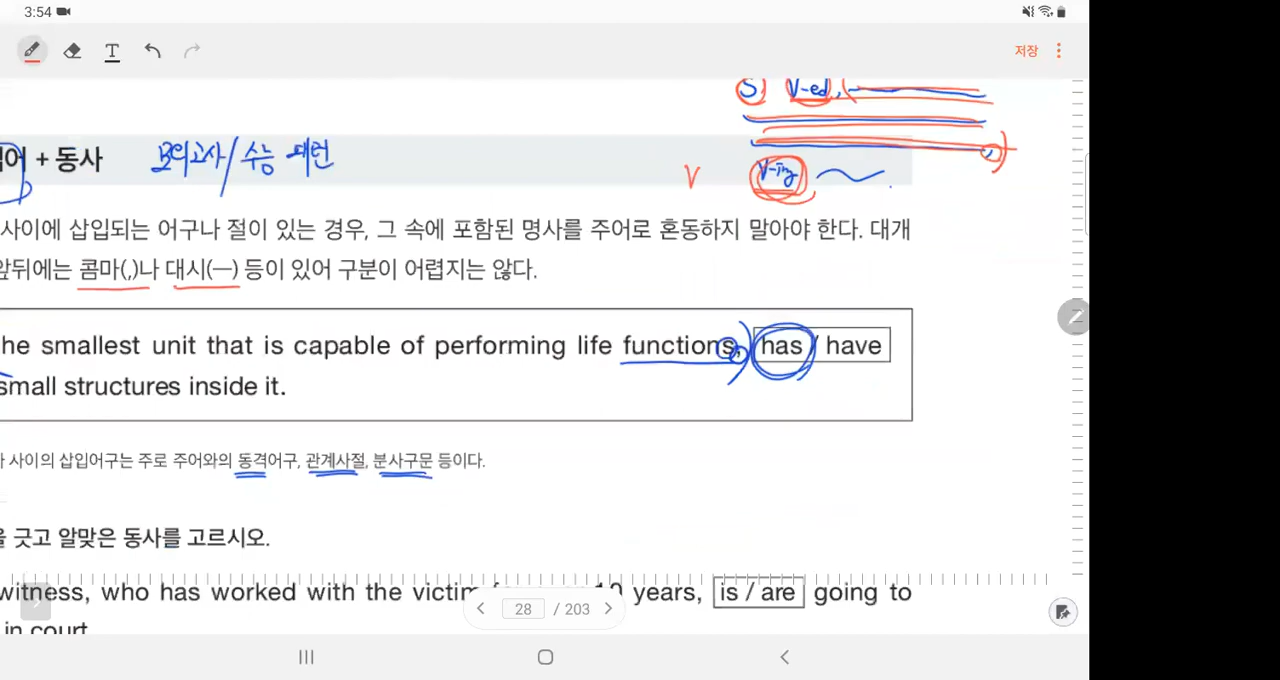 3:54
T
저장
S V-ed,
어 + 동사 모의고사/수능 패턴
V V-ing
사이에 삽입되는 어구나 절이 있는 경우, 그 속에 포함된 명사를 주어로 혼동하지 말아야 한다. 대개
앞뒤에는 콤마(,)나 대시(—) 등이 있어 구분이 어렵지는 않다.
he smallest unit that is capable of performing life functions, has / have
small structures inside it.
사이의 삽입어구는 주로 주어와의 동격어구, 관계사절, 분사구문 등이다.
을 긋고 알맞은 동사를 고르시오.
witness, who has worked with the victim years, is / are going to
28 / 203
in court